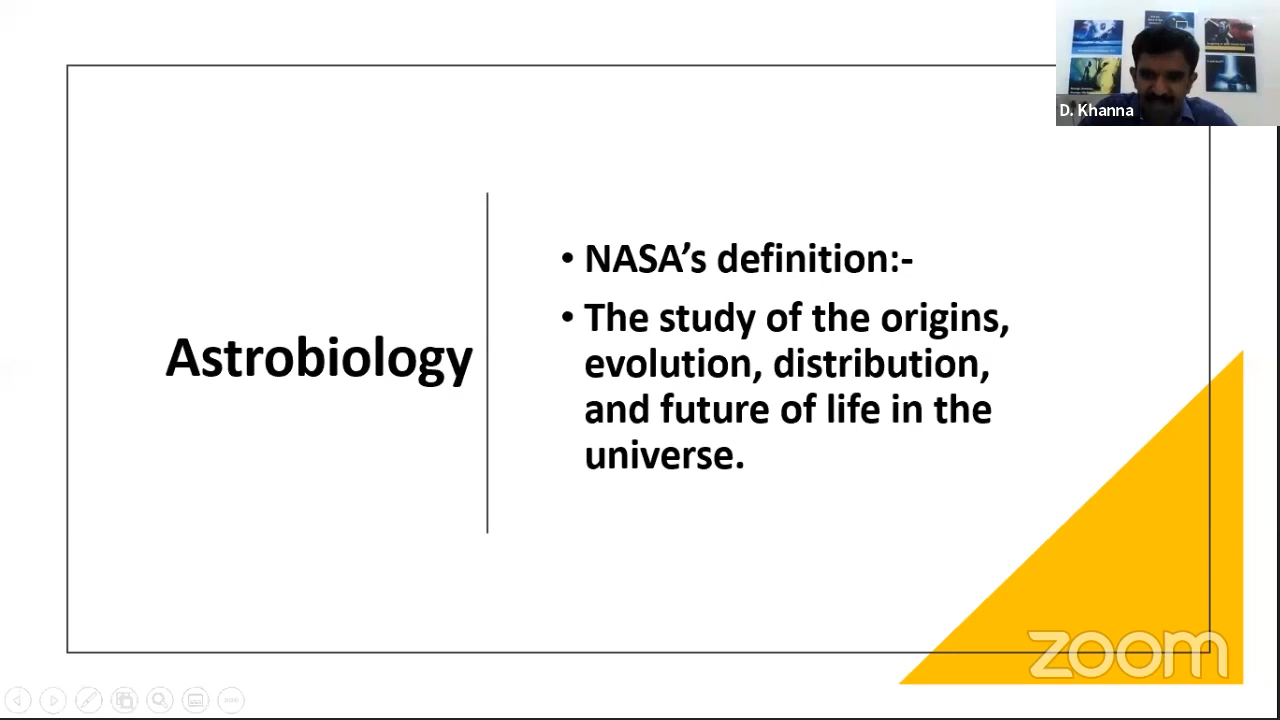 D. Khanna
Astrobiology
• NASA’s definition:-
• The study of the origins,
evolution, distribution,
and future of life in the
universe.
zoom